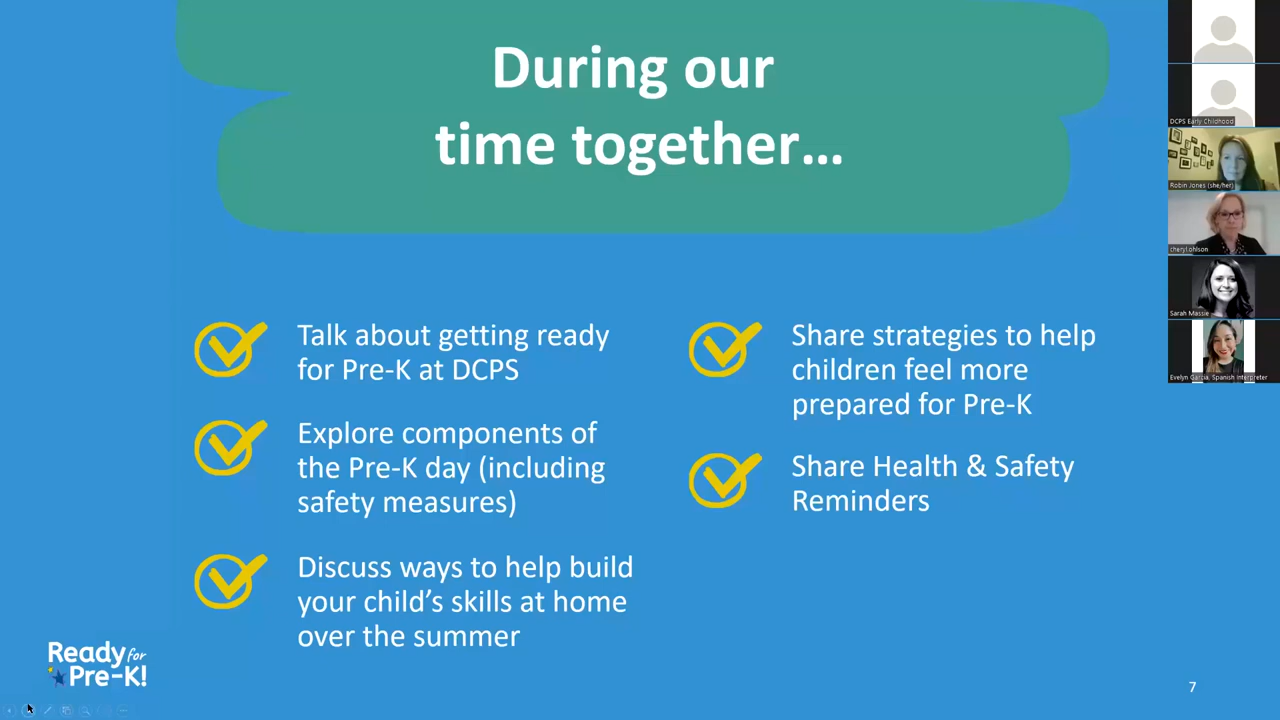 During our
time together…
Talk about getting ready
for Pre-K at DCPS
Explore components of
the Pre-K day (including
safety measures)
Discuss ways to help build
your child’s skills at home
over the summer
Share strategies to help
children feel more
prepared for Pre-K
Share Health & Safety
Reminders
Ready for
Pre-K!
7
DCPS Early Childhood
Robin Jones (she/her)
cheryl ohlson
Sarah Massie
Evelyn Garcia, Spanish Interpreter